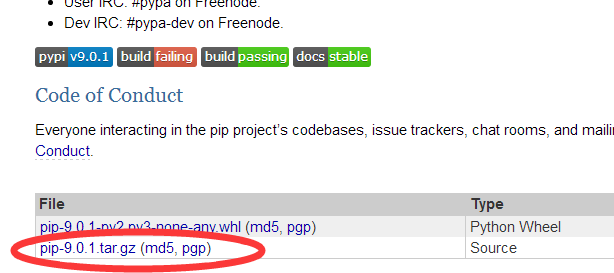 User IRC: #pypa on Freenode.
Dev IRC: #pypa-dev on Freenode.
pypi v9.0.1 build failing build passing docs stable
Code of Conduct
Everyone interacting in the pip project's codebases, issue trackers, chat rooms, and mailin
Conduct.
File Type
pip-9.0.1-py2.py3-none-any.whl (md5, pgp) Python Wheel
pip-9.0.1.tar.gz (md5, pgp) Source